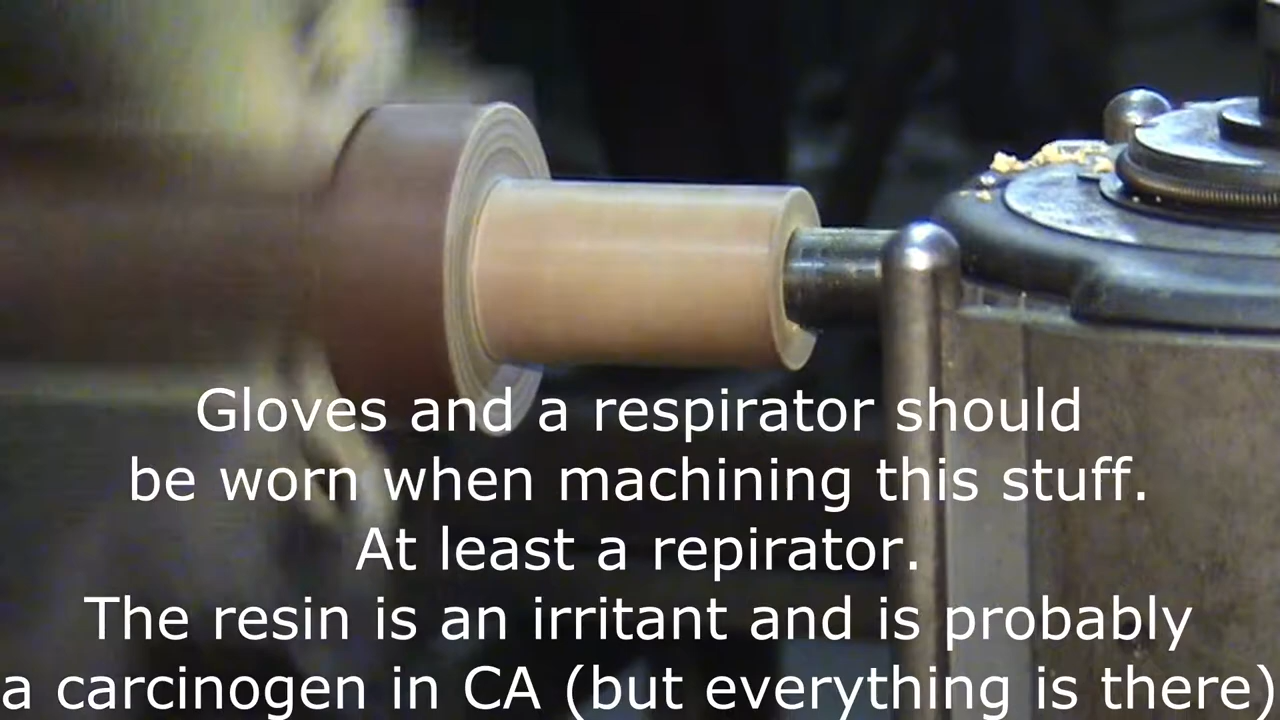 Gloves and a respirator should
be worn when machining this stuff.
At least a repirator.
The resin is an irritant and is probably
a carcinogen in CA (but everything is there)